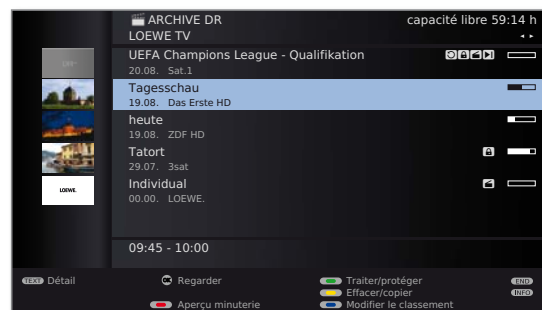 ARCHIVE DR
capacité libre 59:14 h
LOEWE TV
UEFA Champions League - Qualifikation
20.08. Sat.1
Tagesschau
19.08. Das Erste HD
heute
19.08. ZDF HD
Tatort
29.07. 3sat
Individual
00.00. LOEWE.
LOEWE.
09:45 - 10:00
TEXT Détail
OK Regarder
Traiter/protéger
END
Effacer/copier
INFO
Aperçu minuterie
Modifier le classement